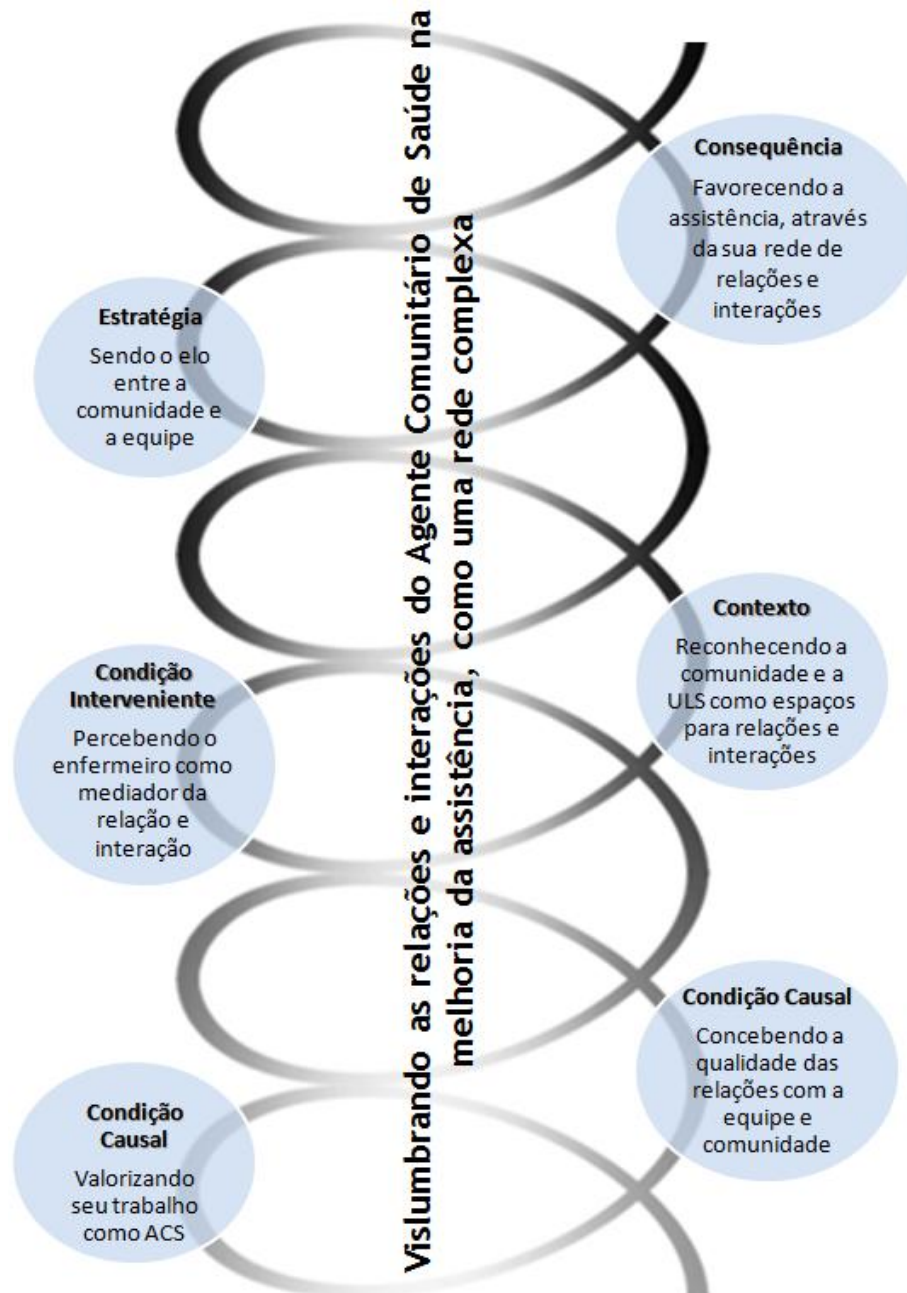 Vislumbrando as relações e interações do Agente Comunitário de Saúde na
melhoria da assistência, como uma rede complexa
Consequência
Favorecendo a
assistência, através
da sua rede de
relações e
interações
Estratégia
Sendo o elo
entre a
comunidade e
a equipe
Contexto
Reconhecendo a
comunidade e a
ULS como espaços
para relações e
interações
Condição
Interveniente
Percebendo o
enfermeiro como
mediador da
relação e
interação
Condição Causal
Concebendo a
qualidade das
relações com a
equipe e
comunidade
Condição
Causal
Valorizando
seu trabalho
como ACS